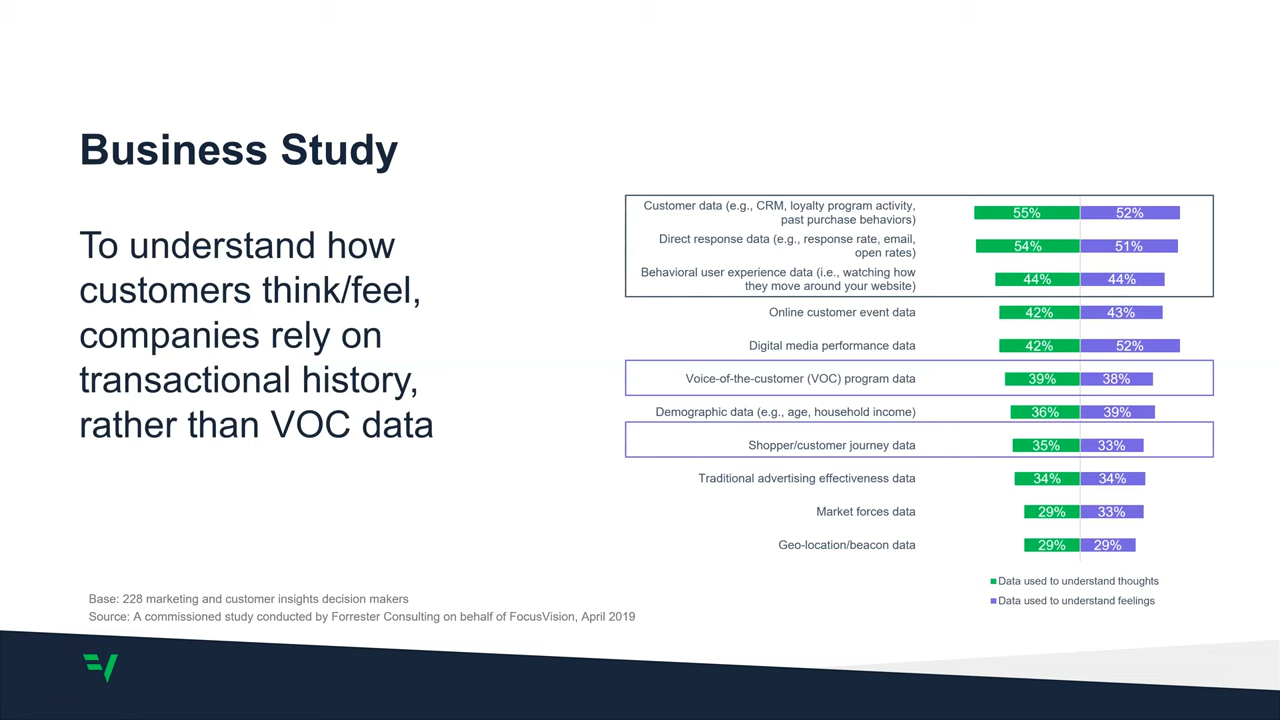 Business Study
To understand how
customers think/feel,
companies rely on
transactional history,
rather than VOC data
Customer data (e.g., CRM, loyalty program activity,
past purchase behaviors)
55%
52%
Direct response data (e.g., response rate, email,
open rates)
54%
51%
Behavioral user experience data (i.e., watching how
they move around your website)
44%
44%
Online customer event data
42%
43%
Digital media performance data
42%
52%
Voice-of-the-customer (VOC) program data
39%
38%
Demographic data (e.g., age, household income)
36%
39%
Shopper/customer journey data
35%
33%
Traditional advertising effectiveness data
34%
34%
Market forces data
29%
33%
Geo-location/beacon data
29%
29%
Data used to understand thoughts
Data used to understand feelings
Base: 228 marketing and customer insights decision makers
Source: A commissioned study conducted by Forrester Consulting on behalf of FocusVision, April 2019